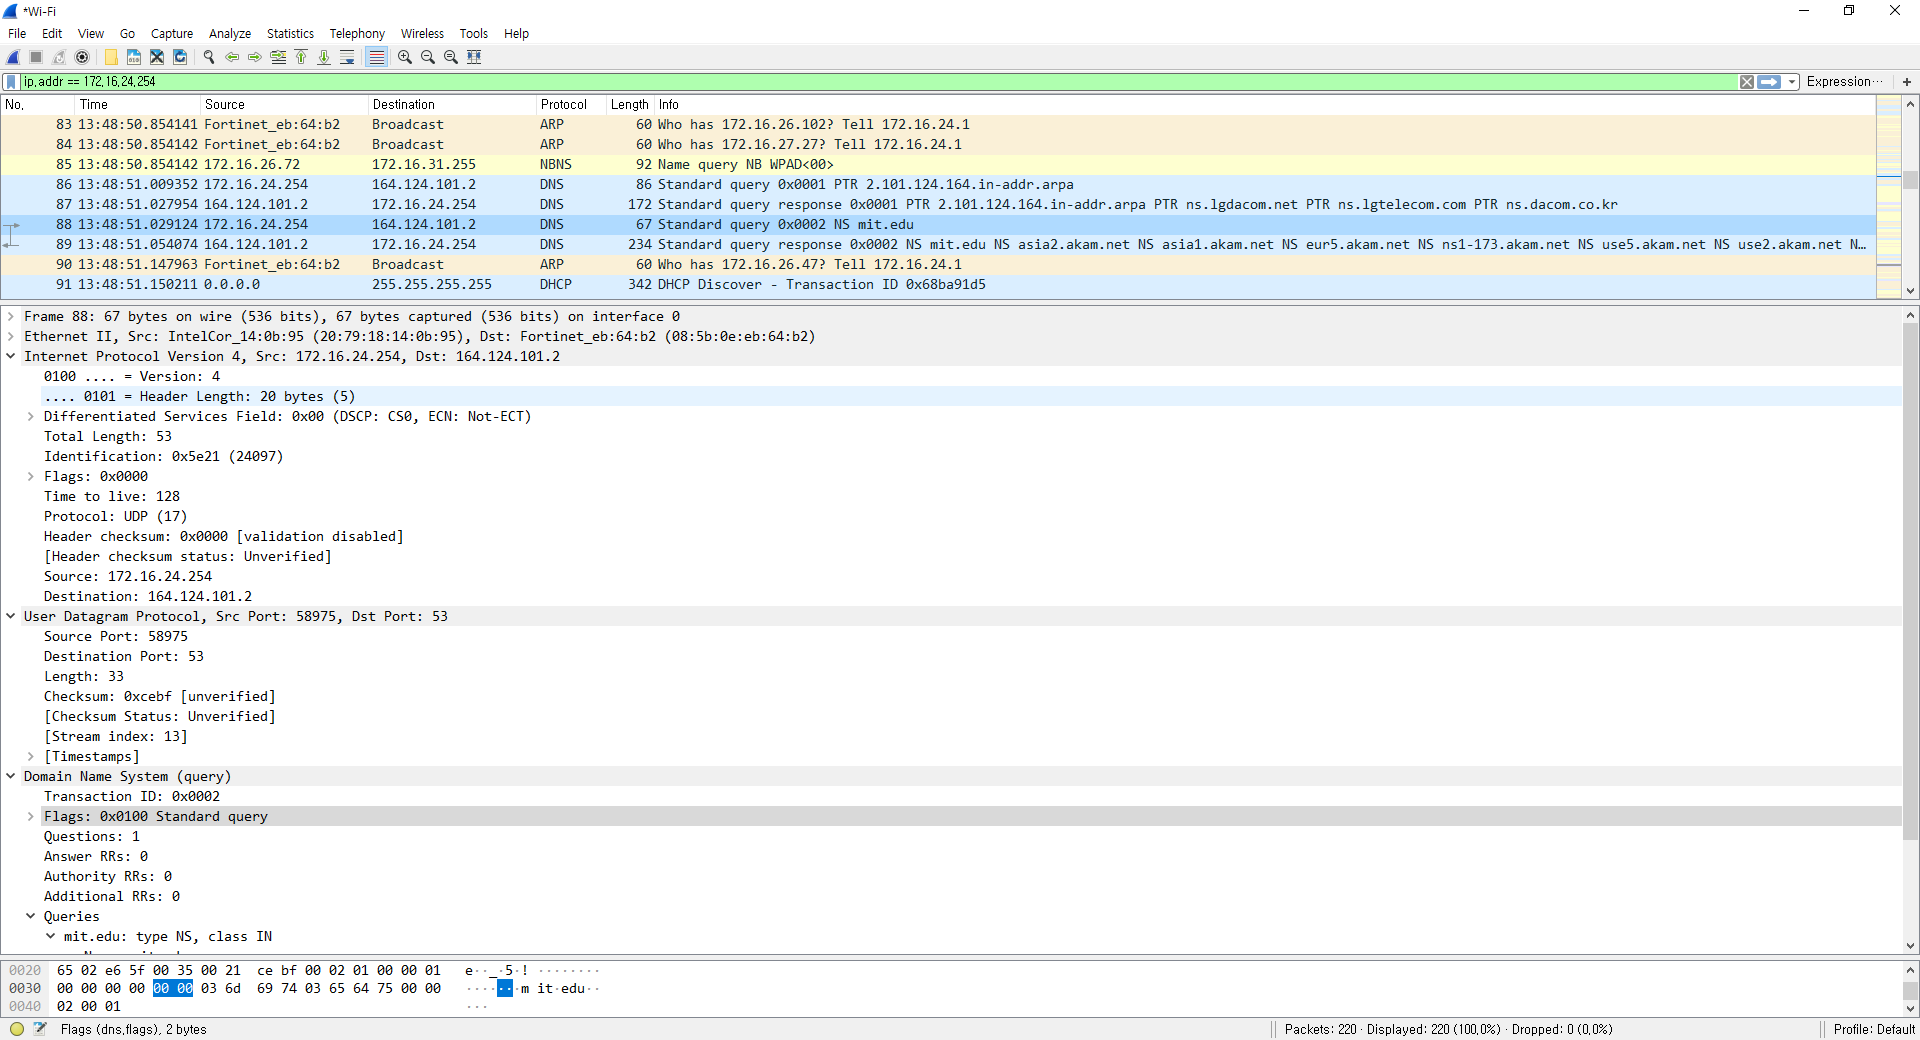 *Wi-Fi
File Edit View Go Capture Analyze Statistics Telephony Wireless Tools Help
ip.addr == 172.16.24.254 Expression… +
No. Time Source Destination Protocol Length Info
83 13:48:50.854141 Fortinet_eb:64:b2 Broadcast ARP 60 Who has 172.16.26.102? Tell 172.16.24.1
84 13:48:50.854142 Fortinet_eb:64:b2 Broadcast ARP 60 Who has 172.16.27.27? Tell 172.16.24.1
85 13:48:50.854142 172.16.26.72 172.16.31.255 NBNS 92 Name query NB WPAD<00>
86 13:48:51.009352 172.16.24.254 164.124.101.2 DNS 86 Standard query 0x0001 PTR 2.101.124.164.in-addr.arpa
87 13:48:51.027954 164.124.101.2 172.16.24.254 DNS 172 Standard query response 0x0001 PTR 2.101.124.164.in-addr.arpa PTR ns.lgdacom.net PTR ns.lgtelecom.com PTR ns.dacom.co.kr
88 13:48:51.029124 172.16.24.254 164.124.101.2 DNS 67 Standard query 0x0002 NS mit.edu
89 13:48:51.054074 164.124.101.2 172.16.24.254 DNS 234 Standard query response 0x0002 NS mit.edu NS asia2.akam.net NS asia1.akam.net NS eur5.akam.net NS ns1-173.akam.net NS use5.akam.net NS use2.akam.net N…
90 13:48:51.147963 Fortinet_eb:64:b2 Broadcast ARP 60 Who has 172.16.26.47? Tell 172.16.24.1
91 13:48:51.150211 0.0.0.0 255.255.255.255 DHCP 342 DHCP Discover - Transaction ID 0x68ba91d5
Frame 88: 67 bytes on wire (536 bits), 67 bytes captured (536 bits) on interface 0
Ethernet II, Src: IntelCor_14:0b:95 (20:79:18:14:0b:95), Dst: Fortinet_eb:64:b2 (08:5b:0e:eb:64:b2)
Internet Protocol Version 4, Src: 172.16.24.254, Dst: 164.124.101.2
0100 .... = Version: 4
.... 0101 = Header Length: 20 bytes (5)
Differentiated Services Field: 0x00 (DSCP: CS0, ECN: Not-ECT)
Total Length: 53
Identification: 0x5e21 (24097)
Flags: 0x0000
Time to live: 128
Protocol: UDP (17)
Header checksum: 0x0000 [validation disabled]
[Header checksum status: Unverified]
Source: 172.16.24.254
Destination: 164.124.101.2
User Datagram Protocol, Src Port: 58975, Dst Port: 53
Source Port: 58975
Destination Port: 53
Length: 33
Checksum: 0xcebf [unverified]
[Checksum Status: Unverified]
[Stream index: 13]
[Timestamps]
Domain Name System (query)
Transaction ID: 0x0002
Flags: 0x0100 Standard query
Questions: 1
Answer RRs: 0
Authority RRs: 0
Additional RRs: 0
Queries
mit.edu: type NS, class IN
0020 65 02 e6 5f 00 35 00 21 ce bf 00 02 01 00 00 01 e··_·5·! ········
0030 00 00 00 00 00 00 03 6d 69 74 03 65 64 75 00 00 ·······m it·edu··
0040 02 00 01 ···
Flags (dns.flags), 2 bytes Packets: 220 · Displayed: 220 (100.0%) · Dropped: 0 (0.0%) Profile: Default